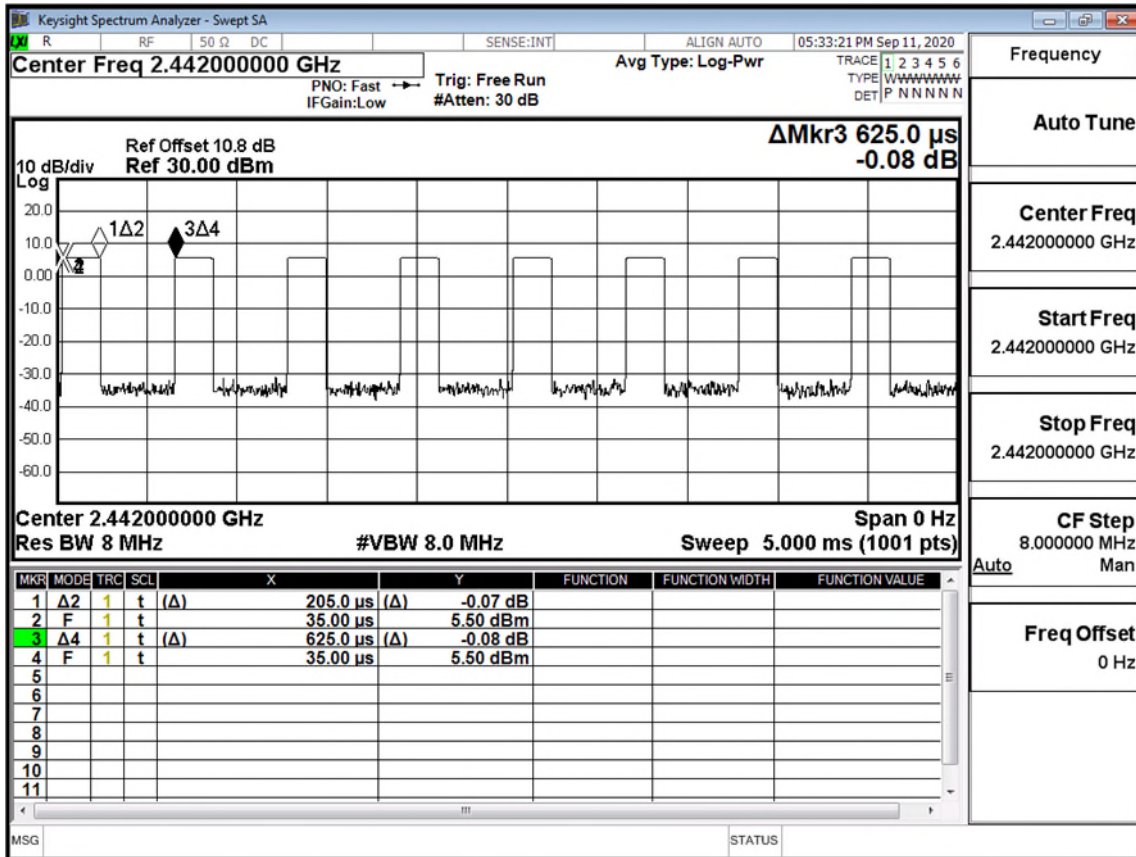 Keysight Spectrum Analyzer - Swept SA
LXI R RF 50 Ω DC SENSE:INT ALIGN AUTO 05:33:21 PM Sep 11, 2020
Center Freq 2.442000000 GHz
PNO: Fast
IFGain:Low
Trig: Free Run
#Atten: 30 dB
Avg Type: Log-Pwr
TRACE 1 2 3 4 5 6
TYPE WWWWWW
DET P N N N N N
ΔMkr3 625.0 µs
-0.08 dB
Ref Offset 10.8 dB
10 dB/div Ref 30.00 dBm
Log
20.0
10.0
0.00
-10.0
-20.0
-30.0
-40.0
-50.0
-60.0
1Δ2
3Δ4
Center 2.442000000 GHz Span 0 Hz
Res BW 8 MHz #VBW 8.0 MHz Sweep 5.000 ms (1001 pts)
MKR MODE TRC SCL X Y FUNCTION FUNCTION WIDTH FUNCTION VALUE
1 Δ2 1 t (Δ) 205.0 µs (Δ) -0.07 dB
2 F 1 t 35.00 µs 5.50 dBm
3 Δ4 1 t (Δ) 625.0 µs (Δ) -0.08 dB
4 F 1 t 35.00 µs 5.50 dBm
5
6
7
8
9
10
11
MSG STATUS
Frequency
Auto Tune
Center Freq
2.442000000 GHz
Start Freq
2.442000000 GHz
Stop Freq
2.442000000 GHz
CF Step
8.000000 MHz
Auto Man
Freq Offset
0 Hz